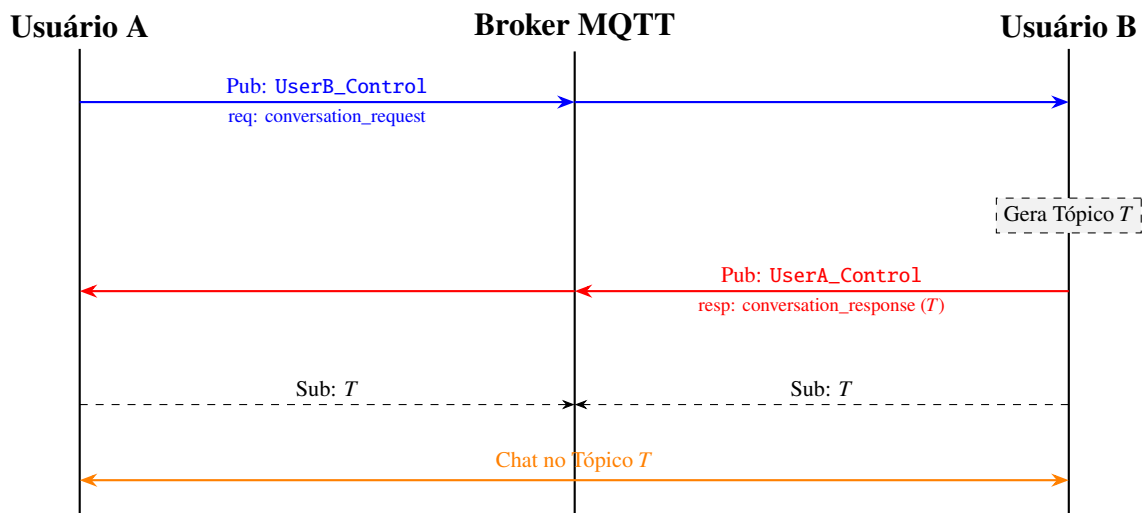 Usuário A
Broker MQTT
Usuário B
Pub: UserB_Control
req: conversation_request
Gera Tópico T
Pub: UserA_Control
resp: conversation_response (T)
Sub: T
Sub: T
Chat no Tópico T